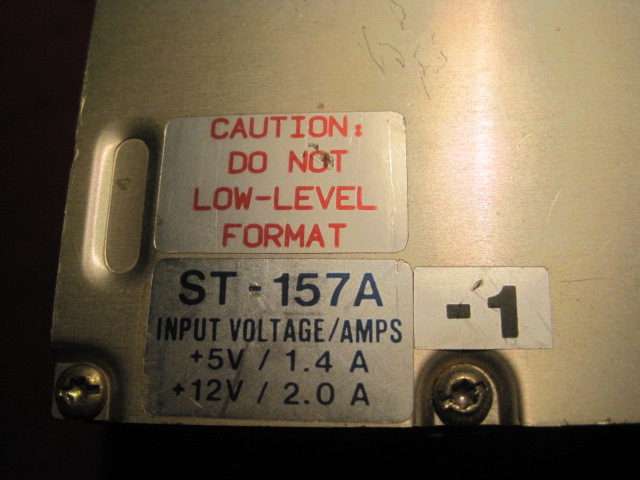 CAUTION:
DO NOT
LOW-LEVEL
FORMAT
ST-157A
-1
INPUT VOLTAGE/AMPS
+5V / 1.4 A
+12V / 2.0 A